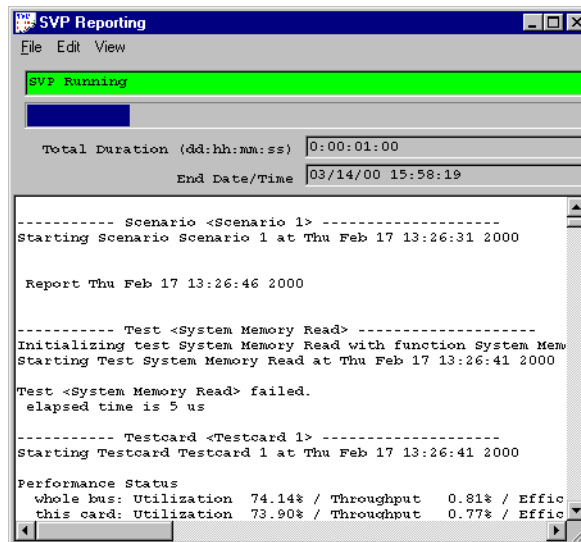 SVP Reporting
File Edit View
SVP Running
Total Duration (dd:hh:mm:ss) 0:00:01:00
End Date/Time 03/14/00 15:58:19
----------- Scenario <Scenario 1> --------------------
Starting Scenario Scenario 1 at Thu Feb 17 13:26:31 2000
Report Thu Feb 17 13:26:46 2000
----------- Test <System Memory Read> --------------------
Initializing test System Memory Read with function System Mem
Starting Test System Memory Read at Thu Feb 17 13:26:41 2000
Test <System Memory Read> failed.
elapsed time is 5 us
----------- Testcard <Testcard 1> --------------------
Starting Testcard Testcard 1 at Thu Feb 17 13:26:41 2000
Performance Status
whole bus: Utilization 74.14% / Throughput 0.81% / Effic
this card: Utilization 73.90% / Throughput 0.77% / Effic